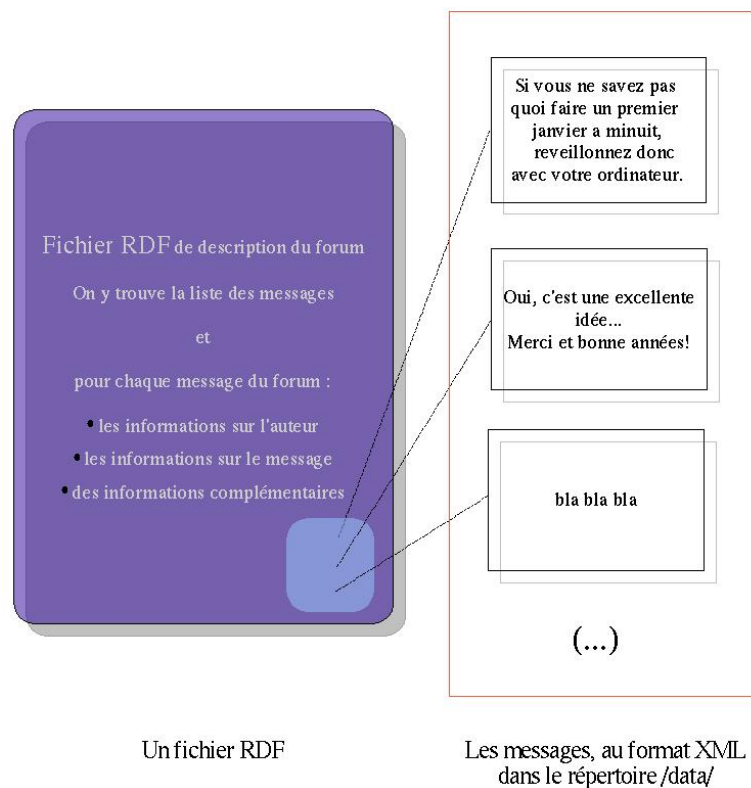 Fichier RDF de description du forum
On y trouve la liste des messages
et
pour chaque message du forum :
• les informations sur l'auteur
• les informations sur le message
• des informations complémentaires
Un fichier RDF
Si vous ne savez pas
quoi faire un premier
janvier a minuit,
reveillonnez donc
avec votre ordinateur.
Oui, c'est une excellente
idée...
Merci et bonne années!
bla bla bla
(...)
Les messages, au format XML
dans le répertoire /data/